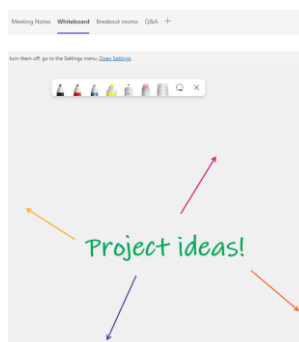 Meeting Notes Whiteboard Breakout rooms Q&A +
turn them off, go to the Settings menu. Open Settings
Project ideas!